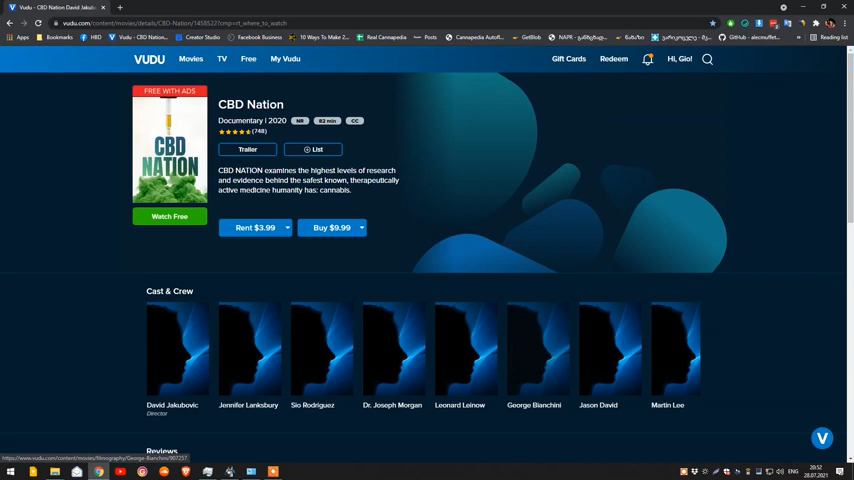 Vudu - CBD Nation David Jakubo
vudu.com/content/movies/details/CBD-Nation/1458522?cmp=rt_where_to_watch
Apps Bookmarks HBO Vudu - CBD Nation... Creator Studio Facebook Business 10 Ways To Make 2... Real Cannapedia Posts Cannapedia Autofl... GetBlob GitHub - alecmuffet... » Reading list
VUDU Movies TV Free My Vudu Gift Cards Redeem Hi, Gio!
FREE WITH ADS
CBD
NATION
Watch Free
CBD Nation
Documentary | 2020 NR 82 min CC
(748)
Trailer List
CBD NATION examines the highest levels of research
and evidence behind the safest known, therapeutically
active medicine humanity has: cannabis.
Rent $3.99 Buy $9.99
Cast & Crew
David Jakubovic Jennifer Lanksbury Sio Rodriguez Dr. Joseph Morgan Leonard Leinow George Bianchini Jason David Martin Lee
Director
Reviews
V
https://www.vudu.com/content/movies/filmography/George-Bianchini/907257
ENG
20:52
28.07.2021